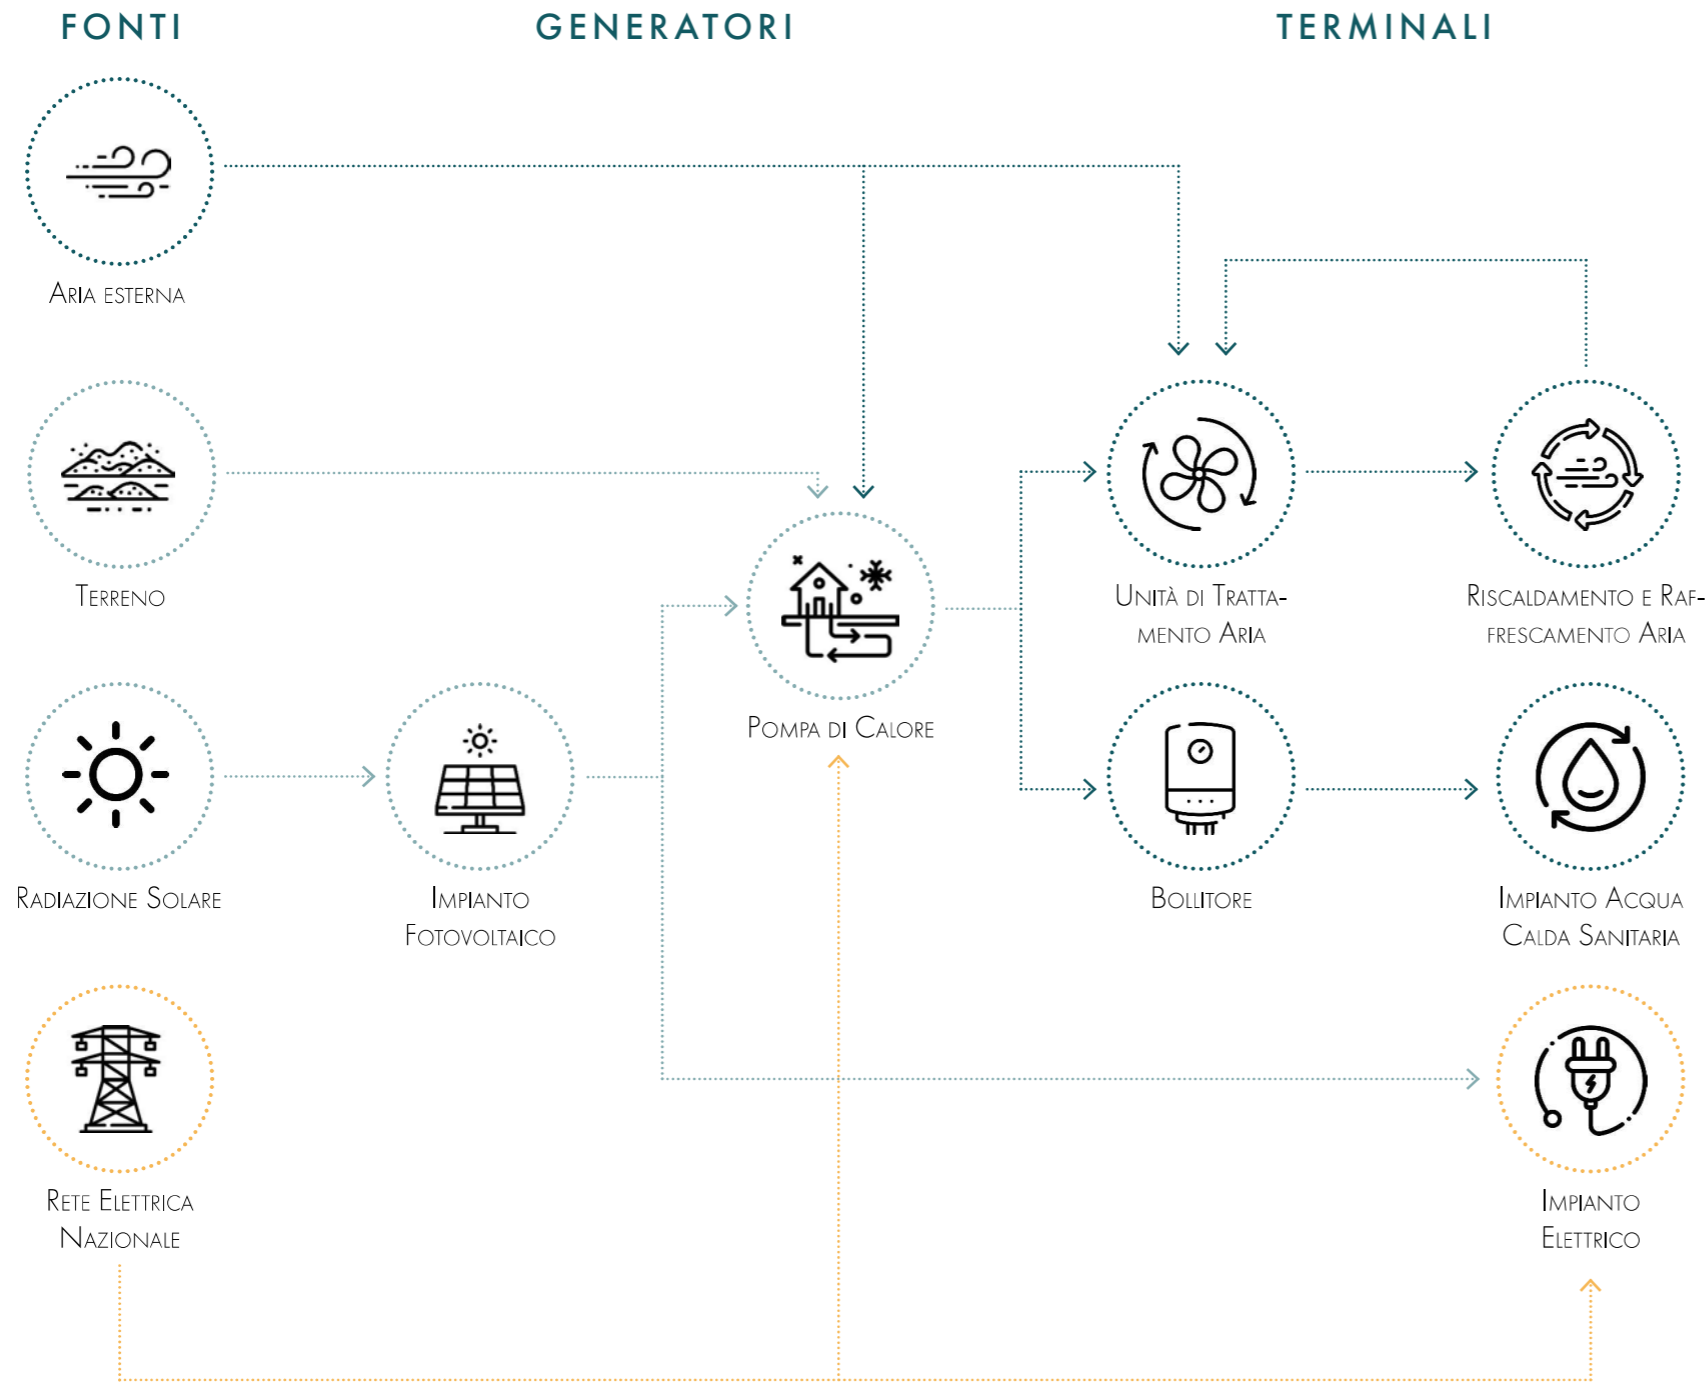 FONTI
GENERATORI
TERMINALI
Aria esterna
Terreno
Unità di Tratta-
mento Aria
Riscaldamento e Raf-
frescamento Aria
Pompa di Calore
Radiazione Solare
Impianto
Fotovoltaico
Bollitore
Impianto Acqua
Calda Sanitaria
Rete Elettrica
Nazionale
Impianto
Elettrico